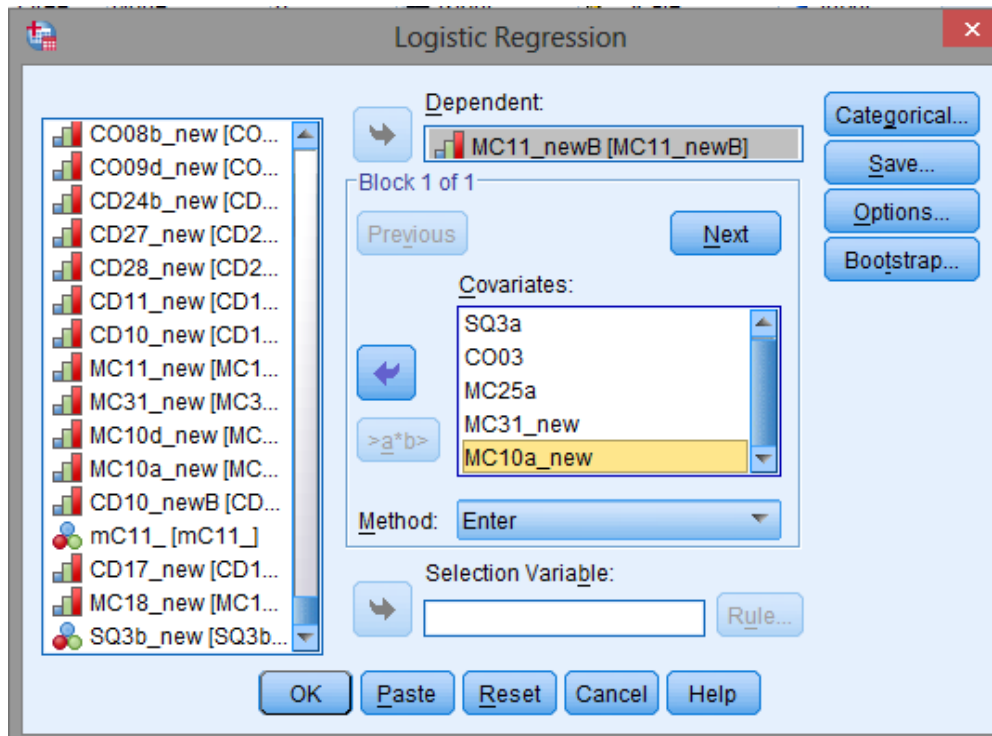 Logistic Regression
CO08b_new [CO...
CO09d_new [CO...
CD24b_new [CD...
CD27_new [CD2...
CD28_new [CD2...
CD11_new [CD1...
CD10_new [CD1...
MC11_new [MC1...
MC31_new [MC3...
MC10d_new [MC...
MC10a_new [MC...
CD10_newB [CD...
mC11_ [mC11_]
CD17_new [CD1...
MC18_new [MC1...
SQ3b_new [SQ3b...
Dependent:
MC11_newB [MC11_newB]
Block 1 of 1
Previous
Next
Covariates:
SQ3a
CO03
MC25a
MC31_new
MC10a_new
>a*b>
Method: Enter
Selection Variable:
Rule...
Categorical...
Save...
Options...
Bootstrap...
OK Paste Reset Cancel Help